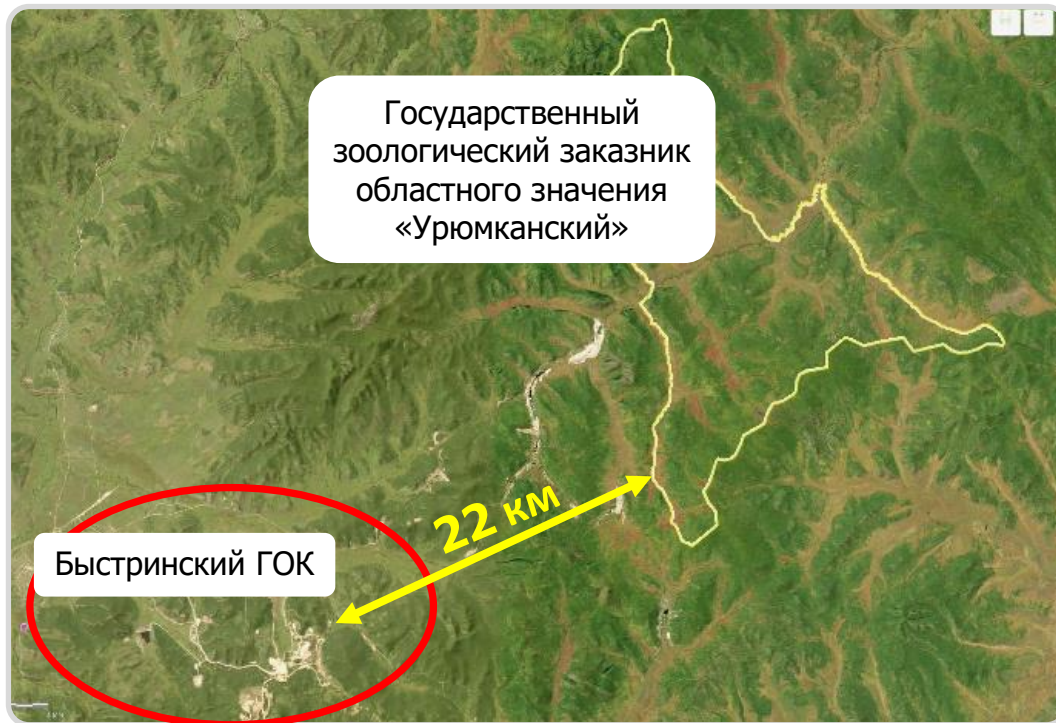 Государственный
зоологический заказник
областного значения
«Урюмканский»
22 км
Быстринский ГОК